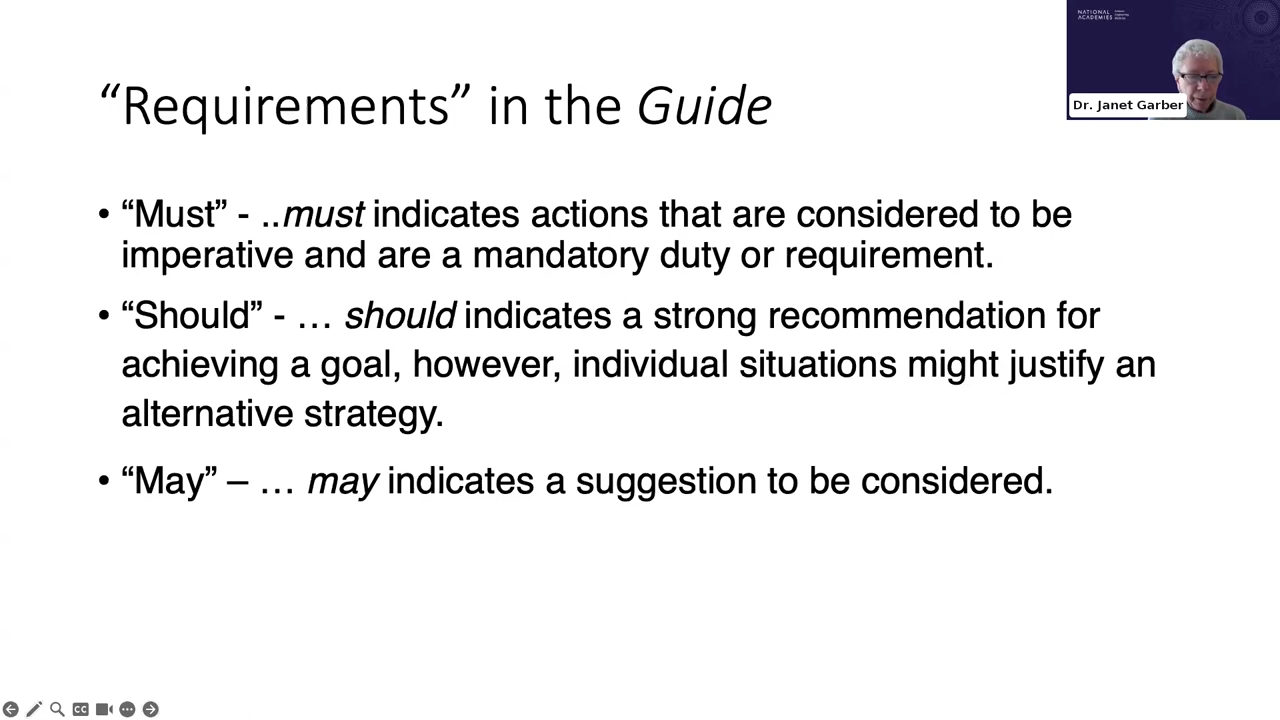 NATIONAL
ACADEMIES
Dr. Janet Garber
“Requirements” in the Guide
• “Must” - ..must indicates actions that are considered to be
imperative and are a mandatory duty or requirement.
• “Should” - … should indicates a strong recommendation for
achieving a goal, however, individual situations might justify an
alternative strategy.
• “May” – … may indicates a suggestion to be considered.
CC